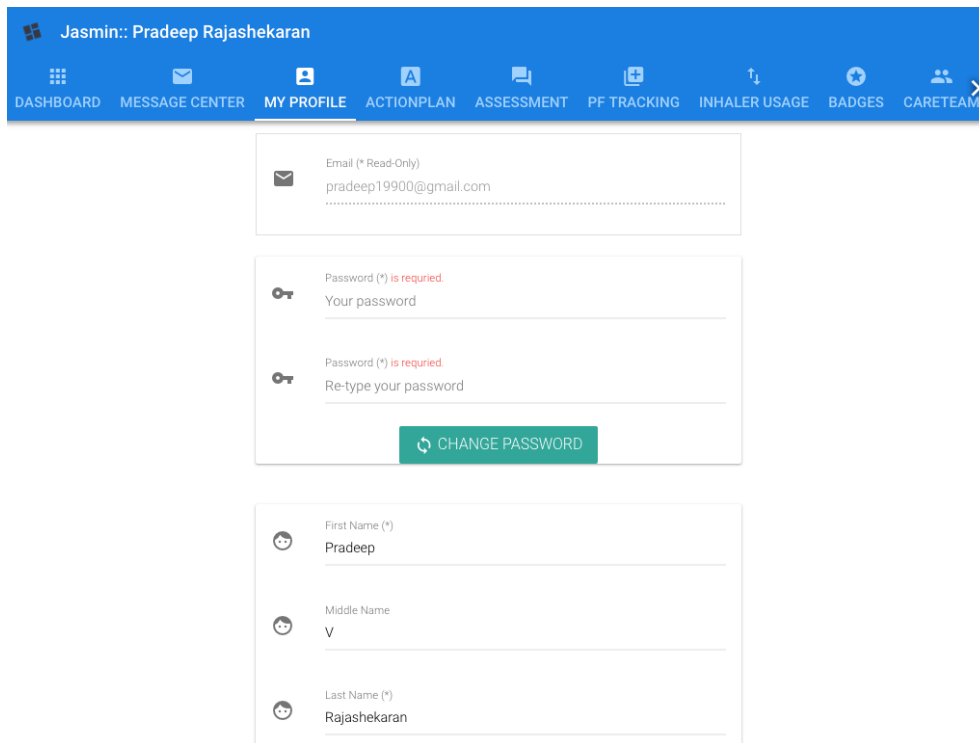 Jasmin:: Pradeep Rajashekaran
DASHBOARD MESSAGE CENTER MY PROFILE ACTIONPLAN ASSESSMENT PF TRACKING INHALER USAGE BADGES CARETEAM
Email (* Read-Only)
pradeep19900@gmail.com
Password (*) is requried.
Your password
Password (*) is requried.
Re-type your password
CHANGE PASSWORD
First Name (*)
Pradeep
Middle Name
V
Last Name (*)
Rajashekaran